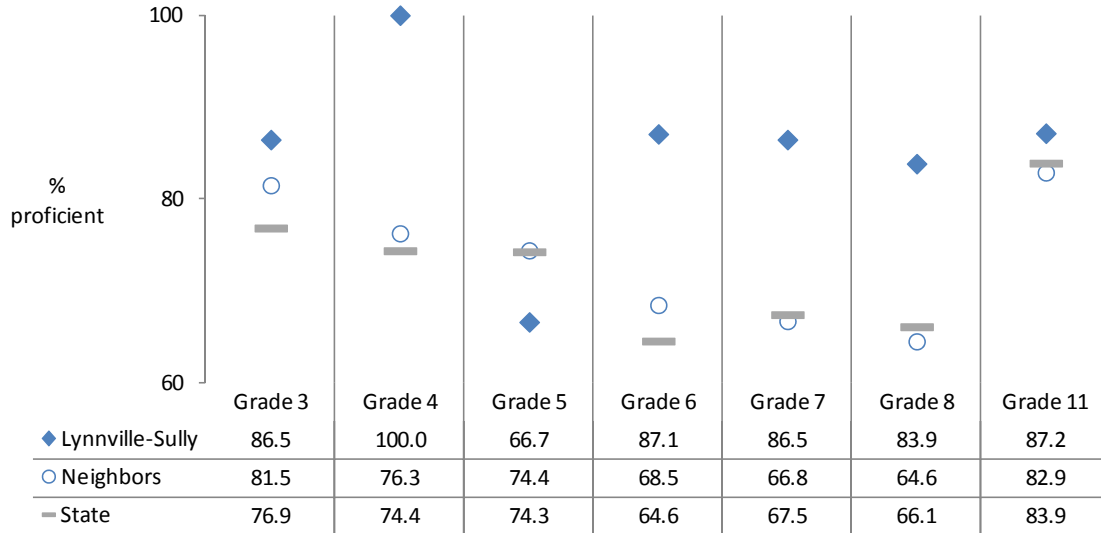 100
80
60
%
proficient
Grade 3 Grade 4 Grade 5 Grade 6 Grade 7 Grade 8 Grade 11
Lynnville-Sully 86.5 100.0 66.7 87.1 86.5 83.9 87.2
Neighbors 81.5 76.3 74.4 68.5 66.8 64.6 82.9
State 76.9 74.4 74.3 64.6 67.5 66.1 83.9